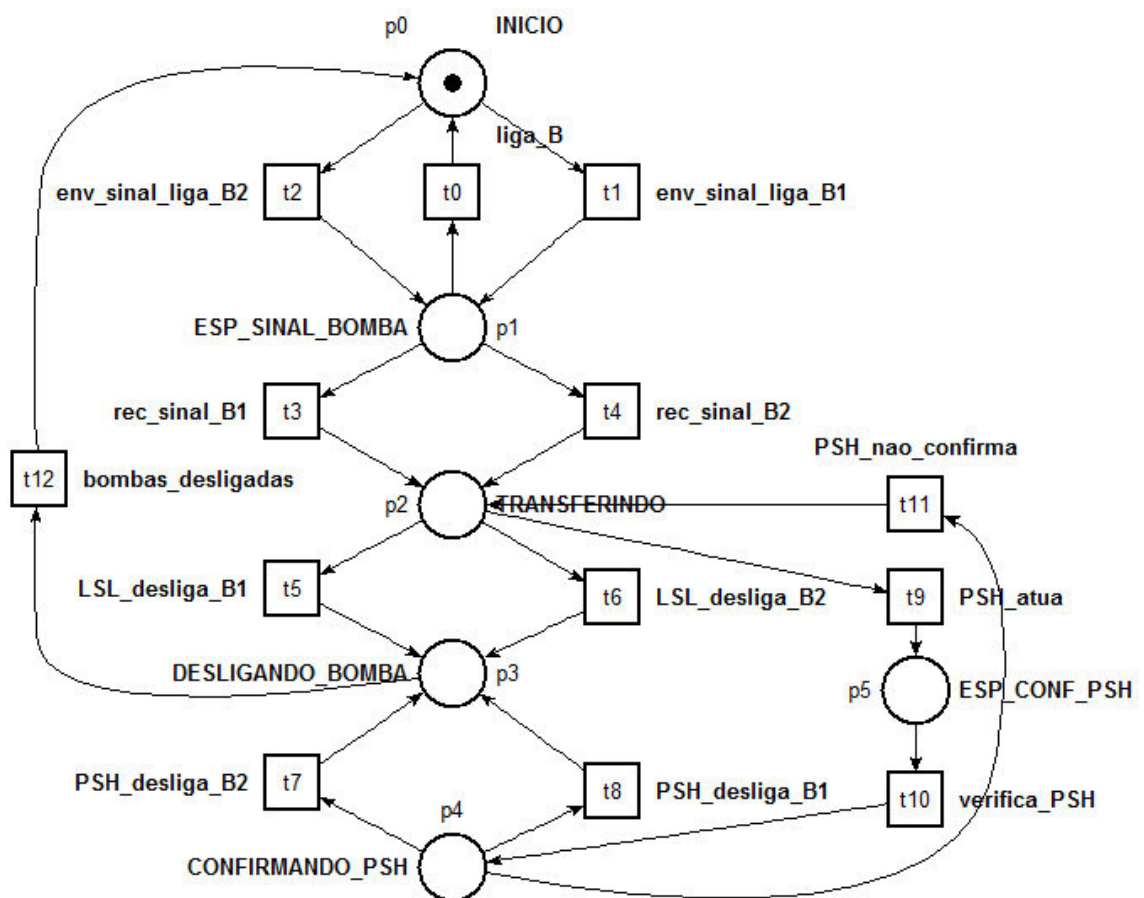 p0 INICIO
liga_B
env_sinal_liga_B2 t2 t0 t1 env_sinal_liga_B1
ESP_SINAL_BOMBA p1
rec_sinal_B1 t3 t4 rec_sinal_B2
PSH_nao_confirma
t12 bombas_desligadas
p2 TRANSFERINDO t11
LSL_desliga_B1 t5 t6 LSL_desliga_B2 t9 PSH_atua
DESLIGANDO_BOMBA p3
p5 ESP_CONF_PSH
PSH_desliga_B2 t7 t8 PSH_desliga_B1 t10 verifica_PSH
p4
CONFIRMANDO_PSH